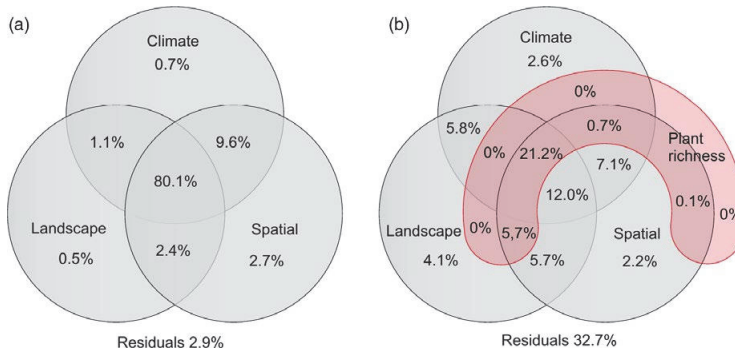 (a)
Climate
0.7%
1.1%
9.6%
80.1%
Landscape
0.5%
2.4%
Spatial
2.7%
Residuals 2.9%
(b)
Climate
2.6%
0%
5.8%
0.7%
Plant
richness
0%
21.2%
7.1%
12.0%
0.1%
0%
Landscape
4.1%
0%
5,7%
5.7%
Spatial
2.2%
Residuals 32.7%